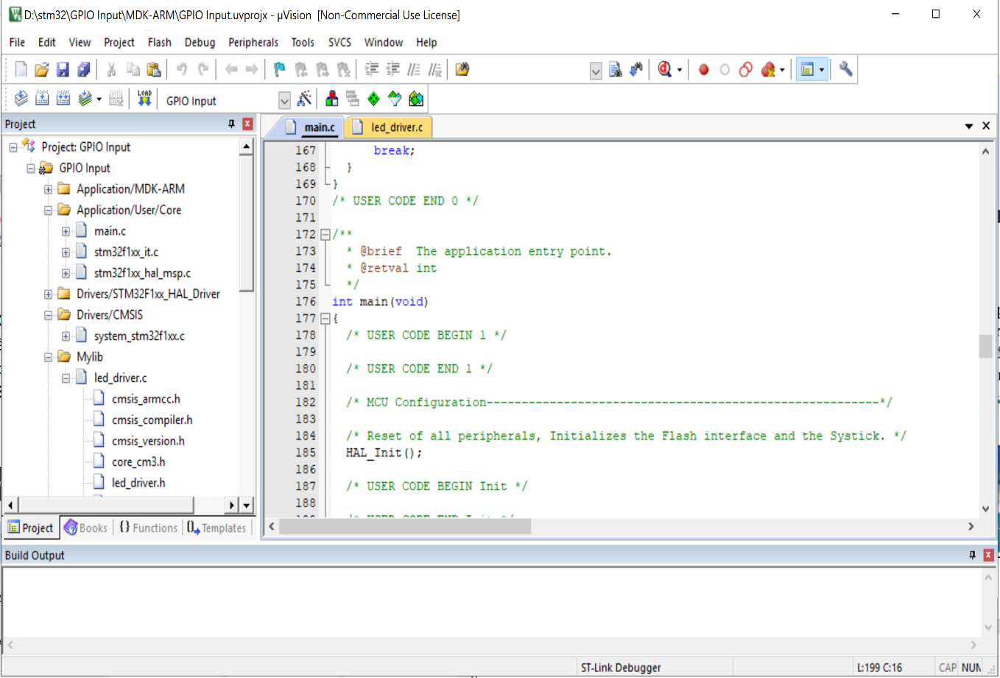 D:\stm32\GPIO Input\MDK-ARM\GPIO Input.uvprojx - µVision  [Non-Commercial Use License]
File Edit View Project Flash Debug Peripherals Tools SVCS Window Help
LOAD GPIO Input
Project
Project: GPIO Input
GPIO Input
Application/MDK-ARM
Application/User/Core
main.c
stm32f1xx_it.c
stm32f1xx_hal_msp.c
Drivers/STM32F1xx_HAL_Driver
Drivers/CMSIS
system_stm32f1xx.c
Mylib
led_driver.c
cmsis_armcc.h
cmsis_compiler.h
cmsis_version.h
core_cm3.h
led_driver.h
Project Books {} Functions Templates
main.c led_driver.c
167 break;
168 }
169 }
170 /* USER CODE END 0 */
171
172 /**
173 * @brief  The application entry point.
174 * @retval int
175 */
176 int main(void)
177 {
178 /* USER CODE BEGIN 1 */
179
180 /* USER CODE END 1 */
181
182 /* MCU Configuration--------------------------------------------------------*/
183
184 /* Reset of all peripherals, Initializes the Flash interface and the Systick. */
185 HAL_Init();
186
187 /* USER CODE BEGIN Init */
188
Build Output
ST-Link Debugger L:199 C:16 CAP NUM